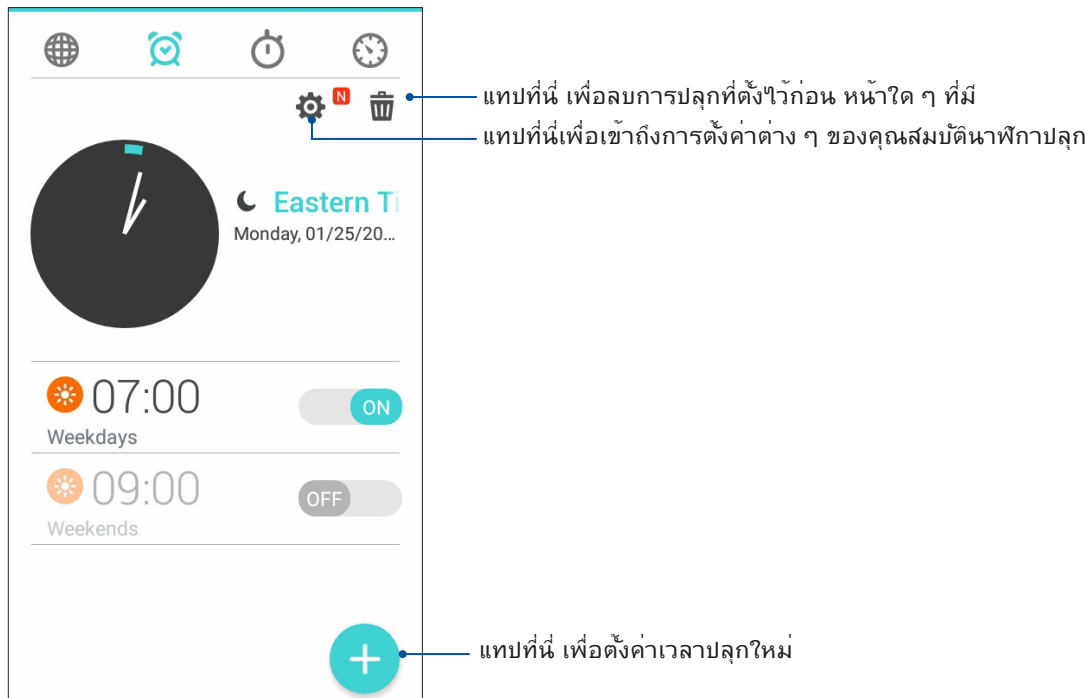 N
แทปที่นี่ เพื่อลบการปลุกที่ตั้งไว้ก่อน หน้าใด ๆ ที่มี
แทปที่นี่เพื่อเข้าถึงการตั้งค่าต่าง ๆ ของคุณสมบัตินาฬิกาปลุก
Eastern Ti
Monday, 01/25/20...
07:00
ON
Weekdays
09:00
OFF
Weekends
แทปที่นี่ เพื่อตั้งค่าเวลาปลุกใหม่